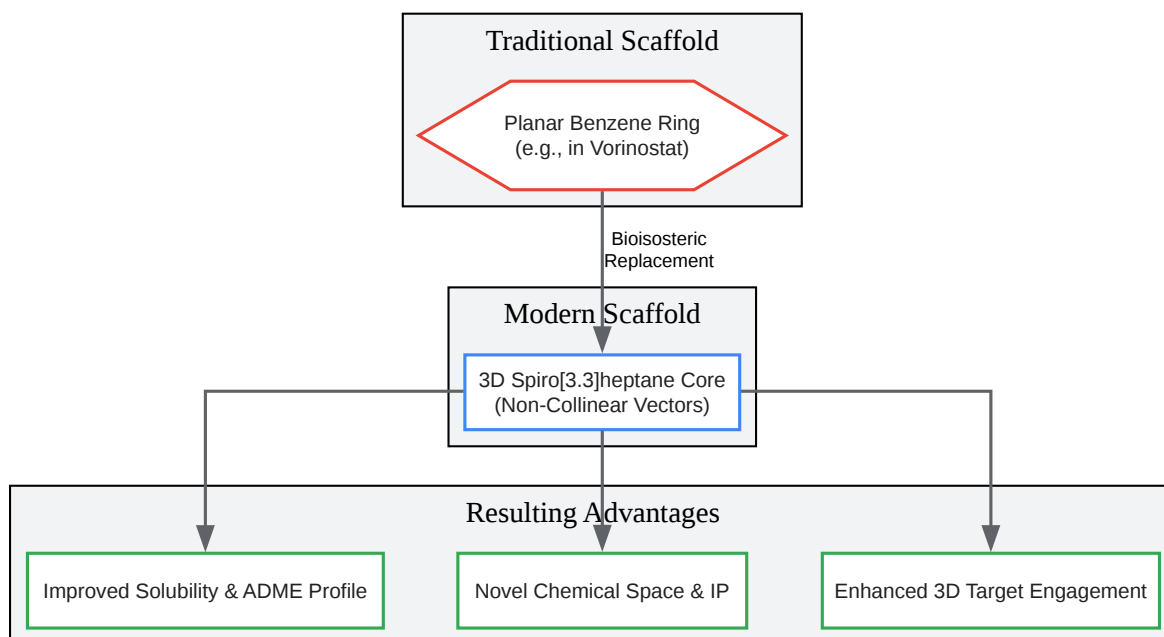 Traditional Scaffold
Planar Benzene Ring
(e.g., in Vorinostat)
Bioisosteric
Replacement
Modern Scaffold
3D Spiro[3.3]heptane Core
(Non-Collinear Vectors)
Resulting Advantages
Improved Solubility & ADME Profile
Novel Chemical Space & IP
Enhanced 3D Target Engagement